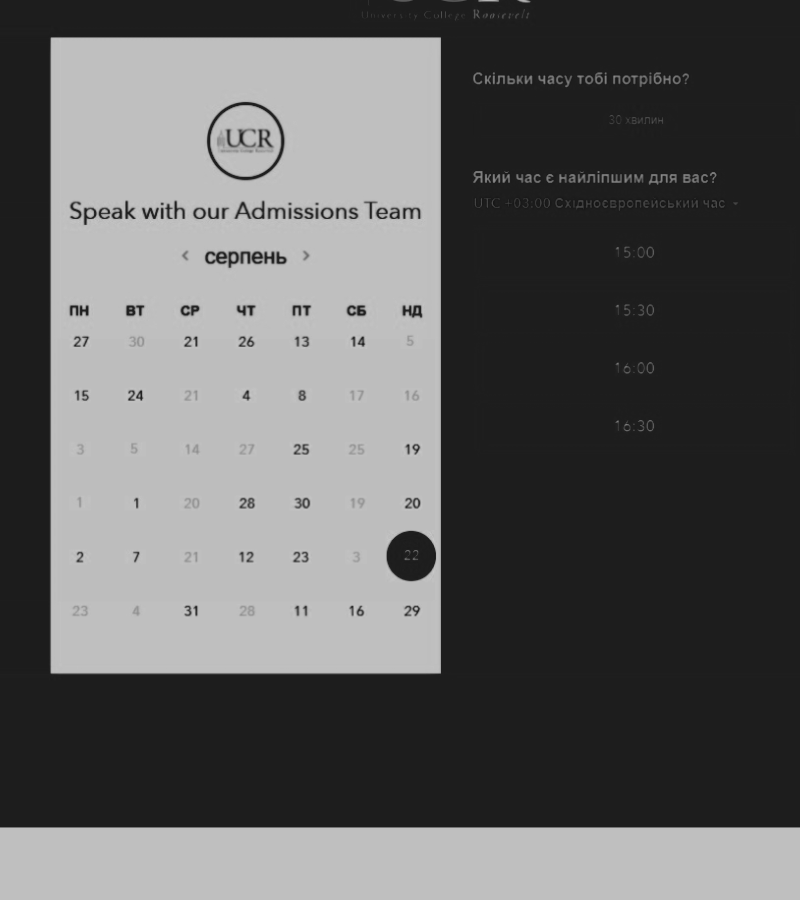 University College Roosevelt
UCR
Speak with our Admissions Team
серпень
ПН ВТ СР ЧТ ПТ СБ НД
27 30 21 26 13 14 5
15 24 21 4 8 17 16
3 5 14 27 25 25 19
1 1 20 28 30 19 20
2 7 21 12 23 3 22
23 4 31 28 11 16 29
Скільки часу тобі потрібно?
30 хвилин
Який час є найліпшим для вас?
UTC +03:00 Східноєвропейський час
15:00
15:30
16:00
16:30